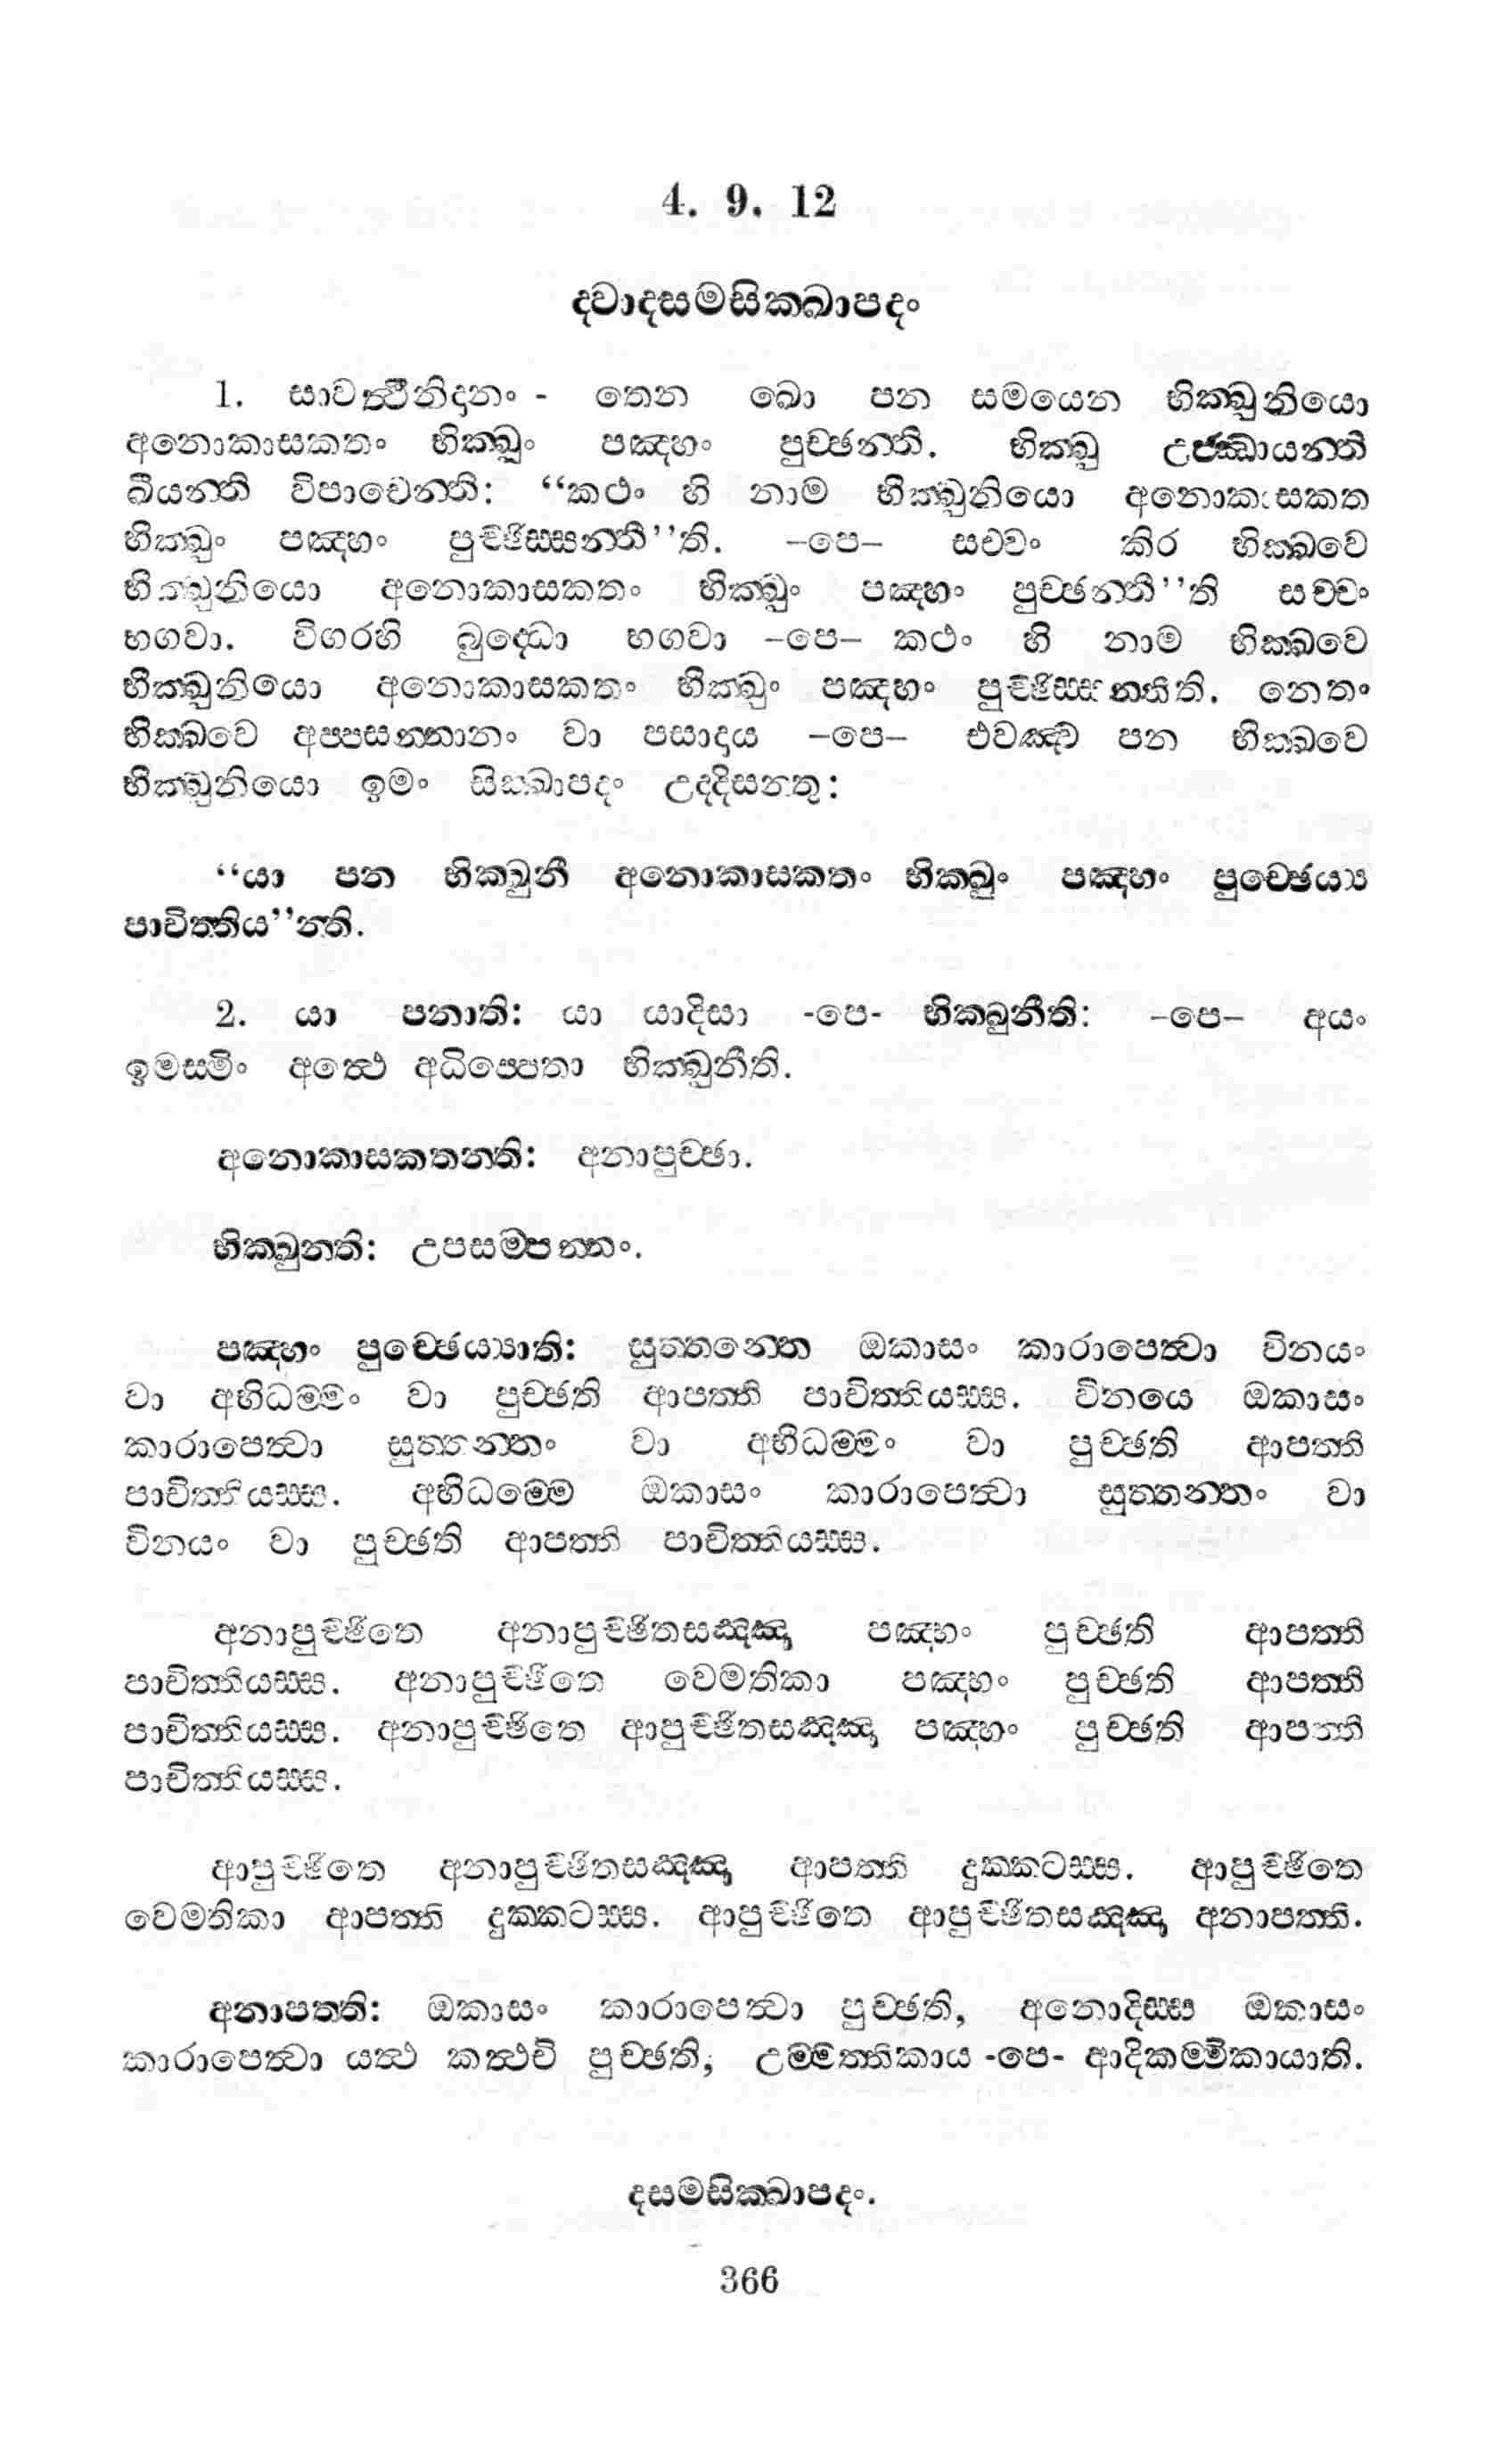 4. 9. 12
ද්වාදසමසික්ඛාපදං
1. සාවත්ථිනිදානං - තෙන ඛො පන සමයෙන භික්ඛුනියො
අනොකාසකතං භික්ඛුං පඤ්හං පුච්ඡන්ති. භික්ඛූ උජ්ඣායන්ති
ඛීයන්ති විපාචෙන්ති: “කථං හි නාම භික්ඛුනියො අනොකාසකත
භික්ඛුං පඤ්හං පුච්ඡිස්සන්තී”ති. –පෙ– සච්චං කිර භික්ඛවෙ
භික්ඛුනියො අනොකාසකතං භික්ඛුං පඤ්හං පුච්ඡන්තී”ති සච්චං
භගවා. විගරහි බුද්ධො භගවා –පෙ– කථං හි නාම භික්ඛවෙ
භික්ඛුනියො අනොකාසකතං භික්ඛුං පඤ්හං පුච්ඡිස්සන්තිති. නෙතං
භික්ඛවෙ අප්පසන්නානං වා පසාදාය –පෙ– එවඤ්ච පන භික්ඛවෙ
භික්ඛුනියො ඉමං සික්ඛාපදං උද්දිසන්තු:
“යා පන භික්ඛුනී අනොකාසකතං භික්ඛුං පඤ්හං පුච්ඡෙය්‍ය
පාචිත්තිය”න්ති.
2. යා පනාති: යා යාදිසා -පෙ- භික්ඛුනීති: –පෙ– අයං
ඉමස්මිං අත්ථෙ අධිප්පෙතා භික්ඛුනීති.
අනොකාසකතන්ති: අනාපුච්ඡා.
භික්ඛුන්ති: උපසම්පන්නං.
පඤ්හං පුච්ඡෙය්‍යාති: සුත්තන්තෙ ඔකාසං කාරාපෙත්වා විනයං
වා අභිධම්මං වා පුච්ඡති ආපත්ති පාචිත්තියස්ස. විනයෙ ඔකාසං
කාරාපෙත්වා සුත්තන්තං වා අභිධම්මං වා පුච්ඡති ආපත්ති
පාචිත්තියස්ස. අභිධම්මෙ ඔකාසං කාරාපෙත්වා සුත්තන්තං වා
විනයං වා පුච්ඡති ආපත්ති පාචිත්තියස්ස.
අනාපුච්ඡිතෙ අනාපුච්ඡිතසඤ්ඤා පඤ්හං පුච්ඡති ආපත්ති
පාචිත්තියස්ස. අනාපුච්ඡිතෙ වෙමතිකා පඤ්හං පුච්ඡති ආපත්ති
පාචිත්තියස්ස. අනාපුච්ඡිතෙ ආපුච්ඡිතසඤ්ඤා පඤ්හං පුච්ඡති ආපත්ති
පාචිත්තියස්ස.
ආපුච්ඡිතෙ අනාපුච්ඡිතසඤ්ඤා ආපත්ති දුක්කටස්ස. ආපුච්ඡිතෙ
වෙමතිකා ආපත්ති දුක්කටස්ස. ආපුච්ඡිතෙ ආපුච්ඡිතසඤ්ඤා අනාපත්ති.
අනාපත්ති: ඔකාසං කාරාපෙත්වා පුච්ඡති, අනොදිස්ස ඔකාසං
කාරාපෙත්වා යත්ථ කත්ථචි පුච්ඡති, උම්මත්තිකාය -පෙ- ආදිකම්මිකායාති.
දසමසික්ඛාපදං.
366